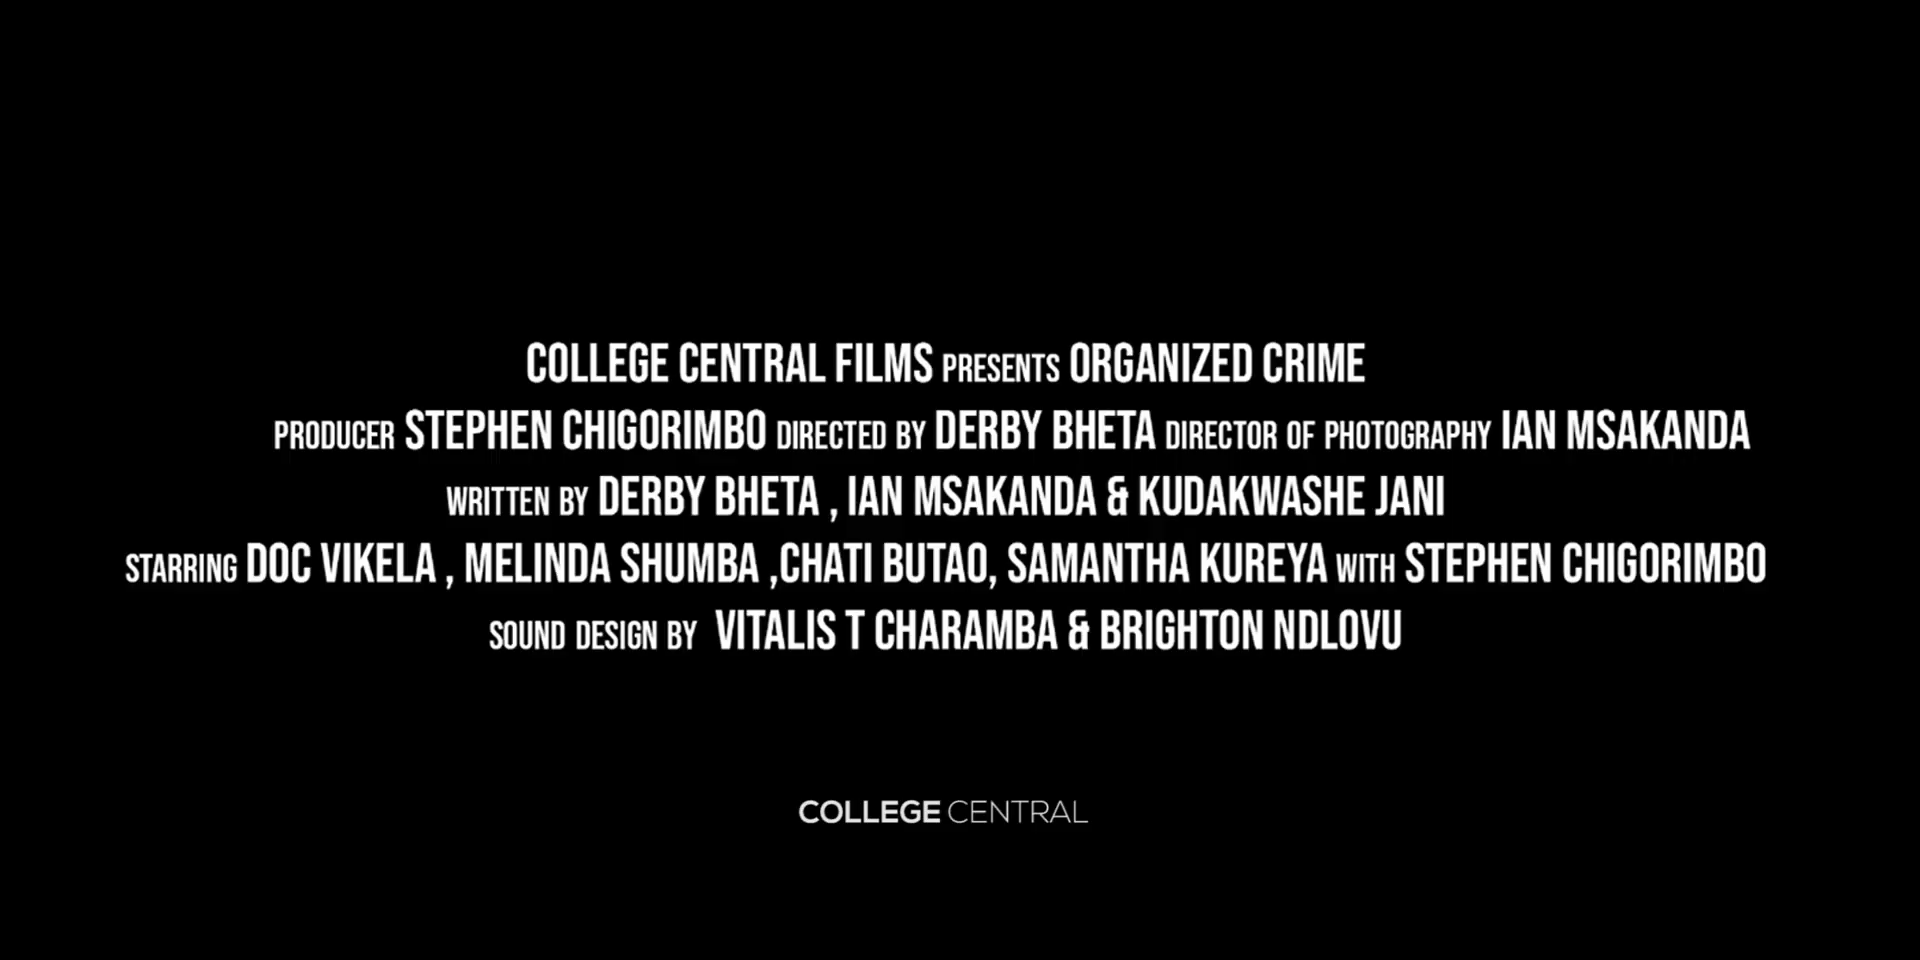 COLLEGE CENTRAL FILMS PRESENTS ORGANIZED CRIME
PRODUCER STEPHEN CHIGORIMBO DIRECTED BY DERBY BHETA DIRECTOR OF PHOTOGRAPHY IAN MSAKANDA
WRITTEN BY DERBY BHETA , IAN MSAKANDA & KUDAKWASHE JANI
STARRING DOC VIKELA , MELINDA SHUMBA ,CHATI BUTAO, SAMANTHA KUREYA WITH STEPHEN CHIGORIMBO
SOUND DESIGN BY VITALIS T CHARAMBA & BRIGHTON NDLOVU
COLLEGE CENTRAL